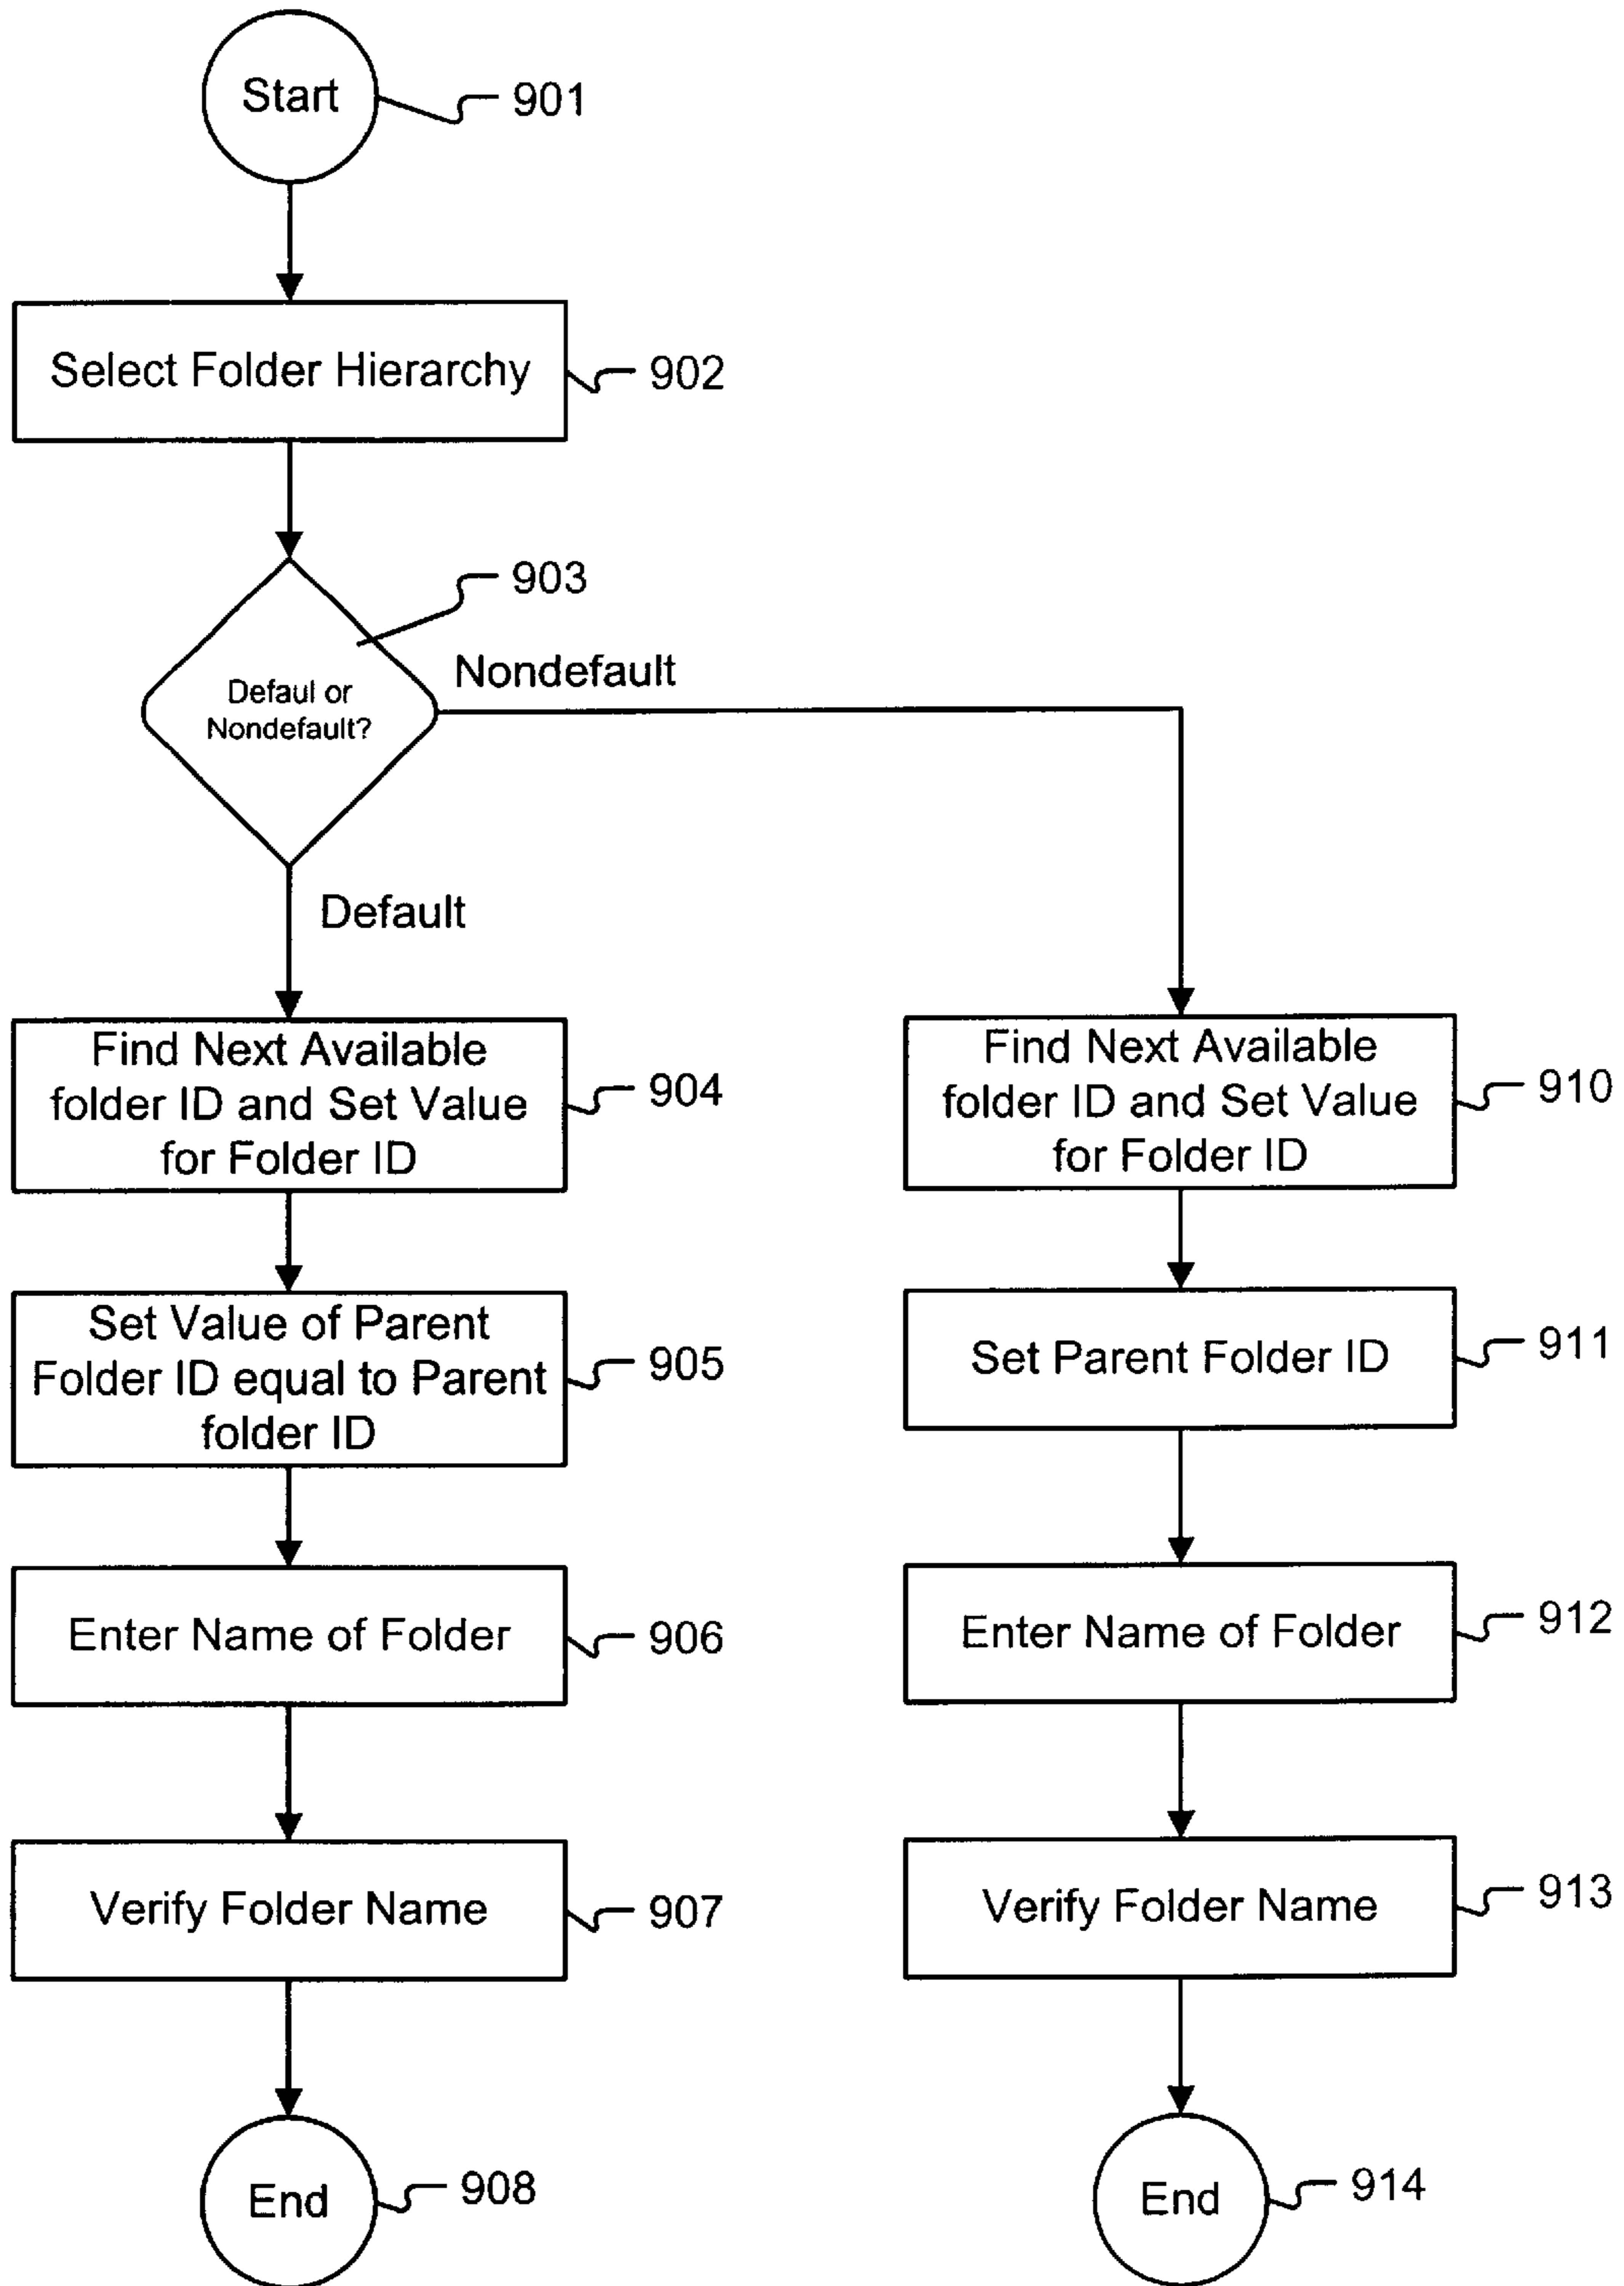 Start
901
Select Folder Hierarchy
902
903
Defaul or
Nondefault?
Nondefault
Default
Find Next Available
folder ID and Set Value
for Folder ID
904
Set Value of Parent
Folder ID equal to Parent
folder ID
905
Enter Name of Folder
906
Verify Folder Name
907
End
908
Find Next Available
folder ID and Set Value
for Folder ID
910
Set Parent Folder ID
911
Enter Name of Folder
912
Verify Folder Name
913
End
914